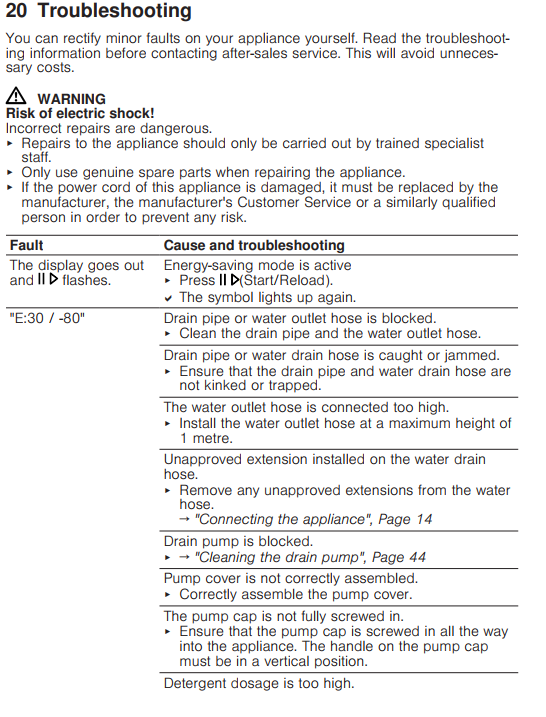 20 Troubleshooting
You can rectify minor faults on your appliance yourself. Read the troubleshoot-
ing information before contacting after-sales service. This will avoid unneces-
sary costs.
WARNING
Risk of electric shock!
Incorrect repairs are dangerous.
▸ Repairs to the appliance should only be carried out by trained specialist
staff.
▸ Only use genuine spare parts when repairing the appliance.
▸ If the power cord of this appliance is damaged, it must be replaced by the
manufacturer, the manufacturer's Customer Service or a similarly qualified
person in order to prevent any risk.
Fault Cause and troubleshooting
The display goes out
and flashes.
Energy-saving mode is active
▸ Press (Start/Reload).
✓ The symbol lights up again.
"E:30 / -80"
Drain pipe or water outlet hose is blocked.
▸ Clean the drain pipe and the water outlet hose.
Drain pipe or water drain hose is caught or jammed.
▸ Ensure that the drain pipe and water drain hose are
not kinked or trapped.
The water outlet hose is connected too high.
▸ Install the water outlet hose at a maximum height of
1 metre.
Unapproved extension installed on the water drain
hose.
▸ Remove any unapproved extensions from the water
hose.
→ "Connecting the appliance", Page 14
Drain pump is blocked.
▸ → "Cleaning the drain pump", Page 44
Pump cover is not correctly assembled.
▸ Correctly assemble the pump cover.
The pump cap is not fully screwed in.
▸ Ensure that the pump cap is screwed in all the way
into the appliance. The handle on the pump cap
must be in a vertical position.
Detergent dosage is too high.